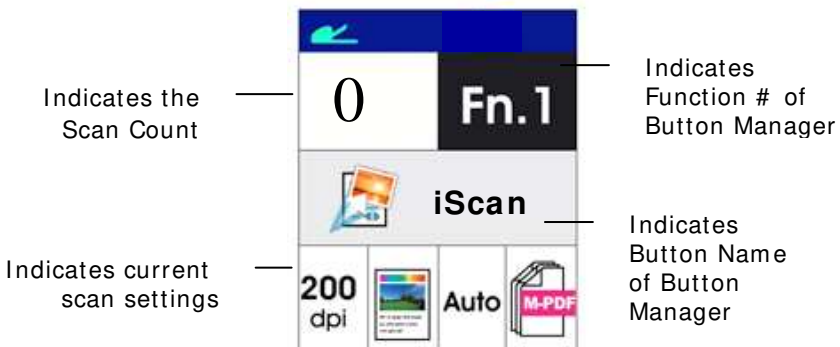 Indicates the
Scan Count
0
Fn.1
Indicates
Function # of
Button Manager
iScan
Indicates
Button Name
of Button
Manager
Indicates current
scan settings
200
dpi
Auto
M-PDF